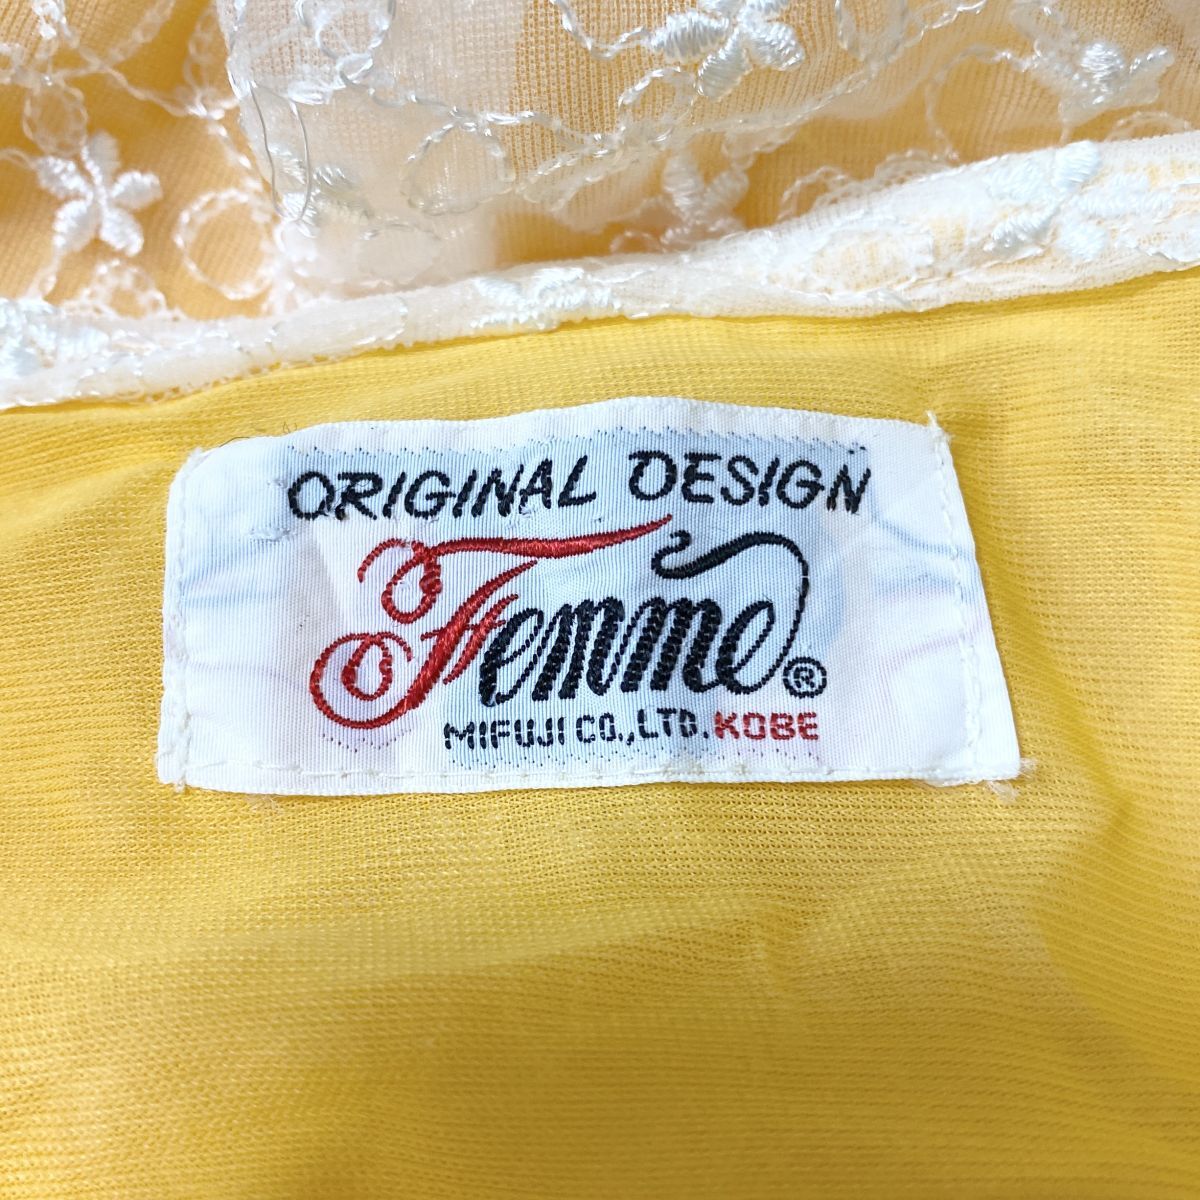 ORIGINAL DESIGN
Femme®
MIFUJI CO.,LTD. KOBE